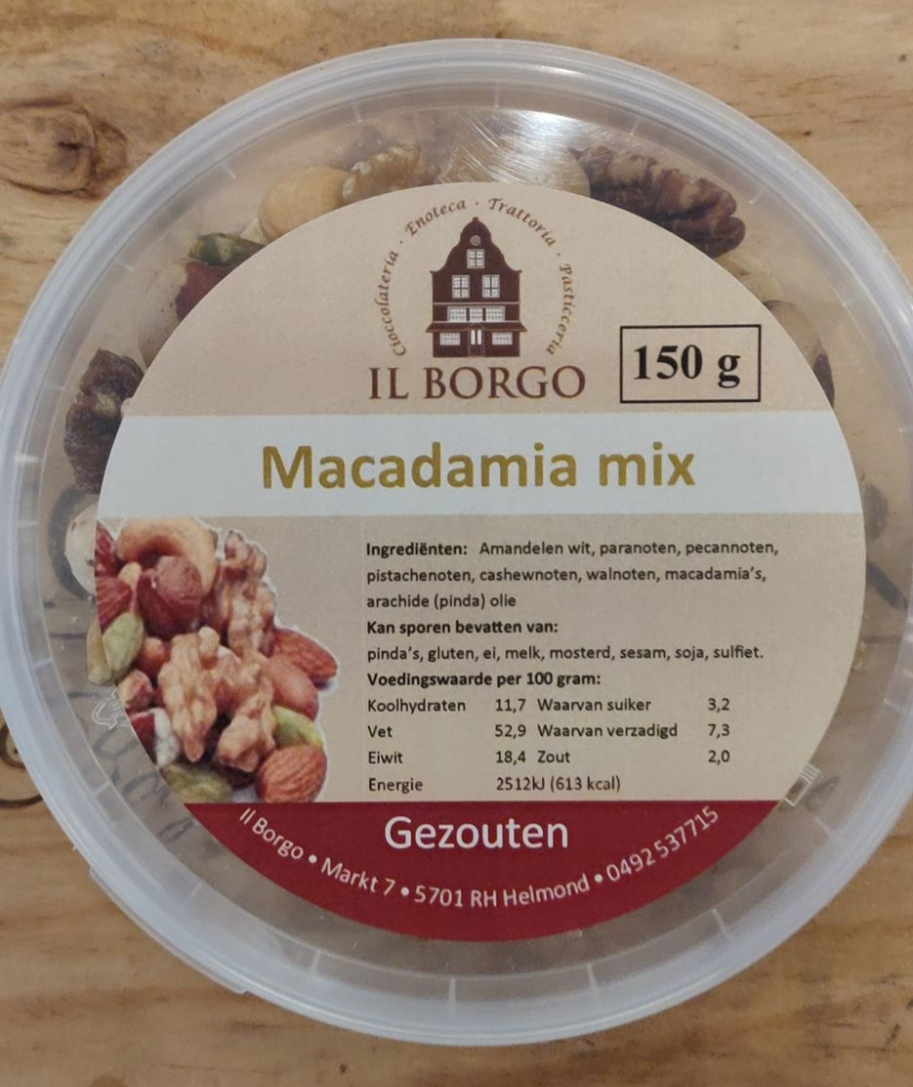 Cioccolateria · Enoteca · Trattoria · Pasticceria
IL BORGO
150 g
Macadamia mix
Ingrediënten: Amandelen wit, paranoten, pecannoten,
pistachenoten, cashewnoten, walnoten, macadamia's,
arachide (pinda) olie
Kan sporen bevatten van:
pinda's, gluten, ei, melk, mosterd, sesam, soja, sulfiet.
Voedingswaarde per 100 gram:
Koolhydraten 11,7 Waarvan suiker 3,2
Vet 52,9 Waarvan verzadigd 7,3
Eiwit 18,4 Zout 2,0
Energie 2512kJ (613 kcal)
Gezouten
Il Borgo • Markt 7 • 5701 RH Helmond • 0492 537715